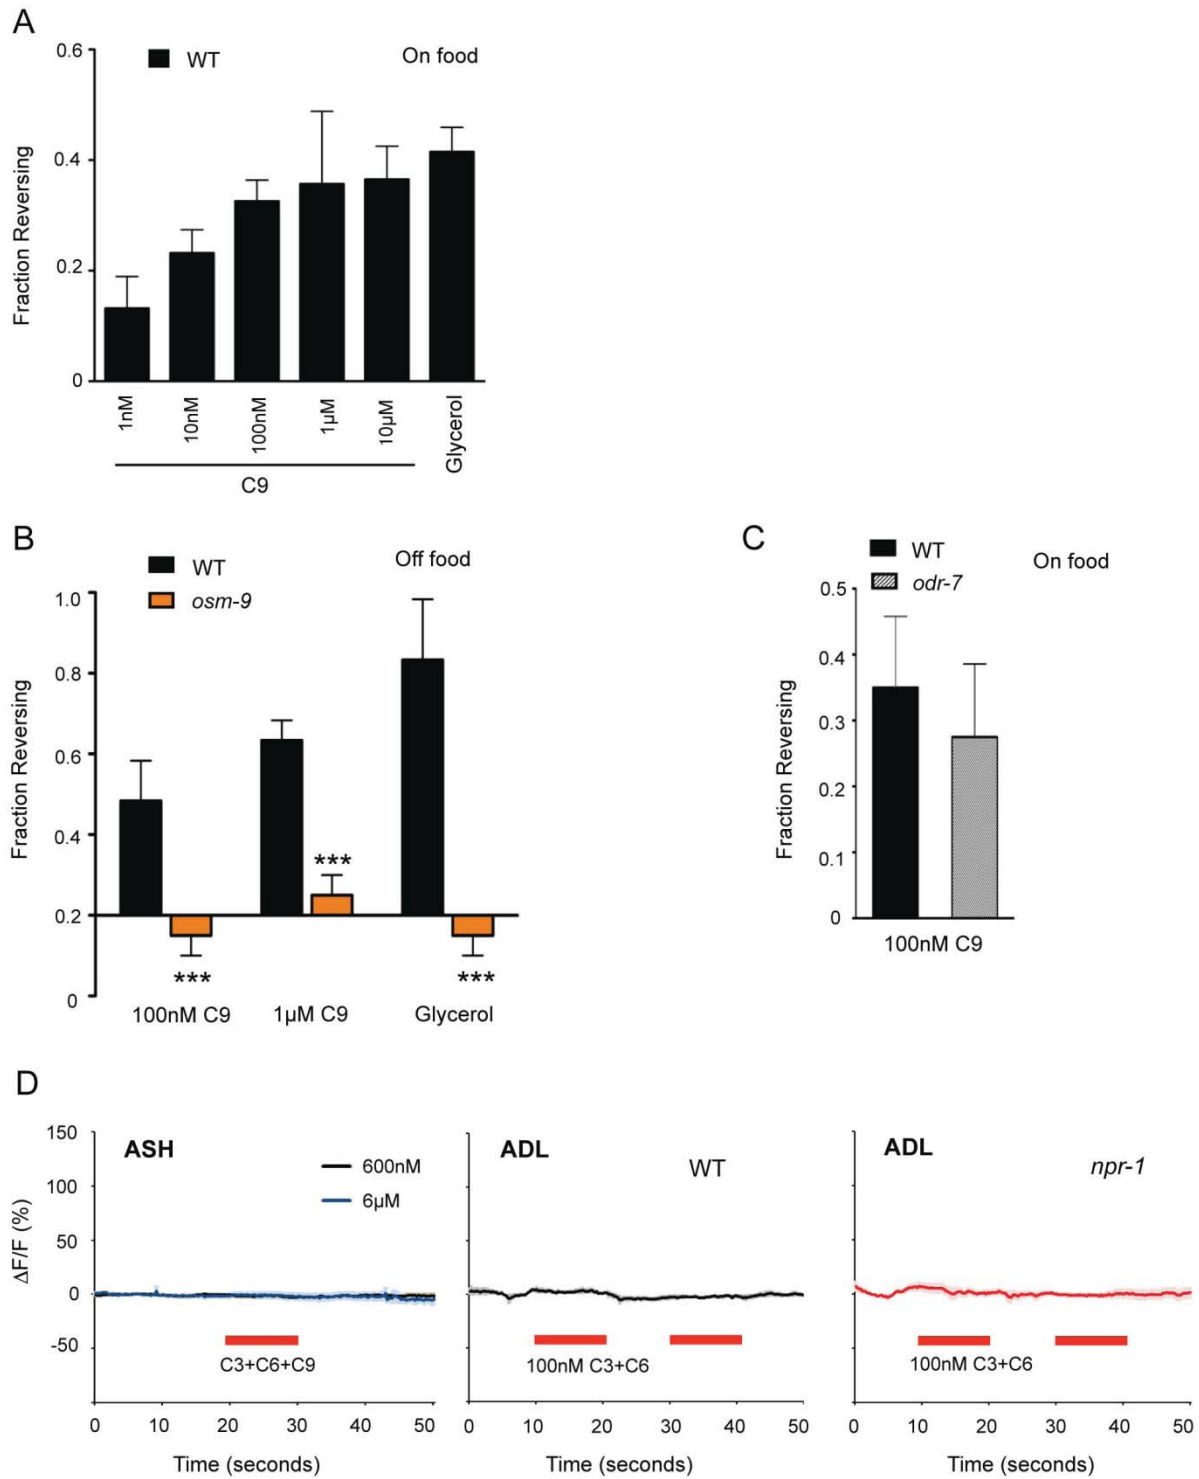 A
WT
On food
Fraction Reversing
0.6
0.4
0.2
0
1nM
10nM
100nM
1µM
10µM
Glycerol
C9
B
WT
osm-9
Off food
Fraction Reversing
1.0
0.8
0.6
0.4
0.2
0
***
***
***
100nM C9
1µM C9
Glycerol
C
WT
odr-7
On food
Fraction Reversing
0.5
0.4
0.3
0.2
0.1
0
100nM C9
D
ΔF/F (%)
150
100
50
0
-50
ASH
600nM
6µM
C3+C6+C9
0 10 20 30 40 50
Time (seconds)
ADL
WT
100nM C3+C6
0 10 20 30 40 50
Time (seconds)
ADL
npr-1
100nM C3+C6
0 10 20 30 40 50
Time (seconds)